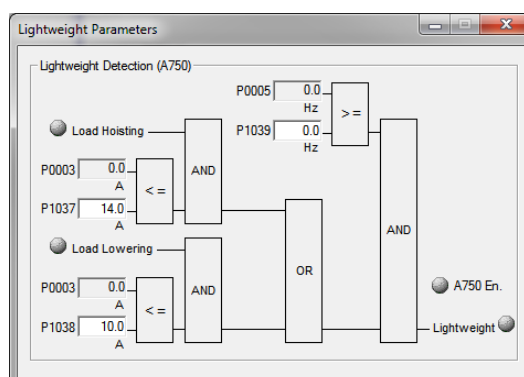 Lightweight Parameters
Lightweight Detection (A750)
P0005 0.0
Hz
>=
Load Hoisting
P1039 0.0
Hz
P0003 0.0
A
<=
AND
P1037 14.0
A
AND
Load Lowering
OR
P0003 0.0
A
<=
AND
A750 En.
P1038 10.0
A
Lightweight